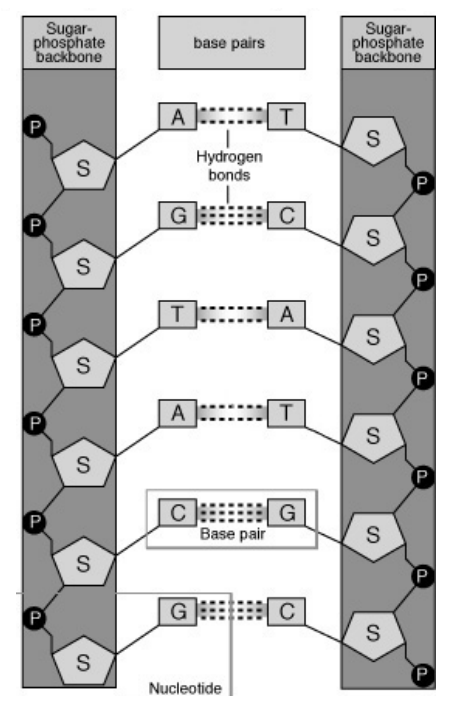 Sugar-
phosphate
backbone
base pairs
Sugar-
phosphate
backbone
P
A T
S S
Hydrogen
bonds
P
P
G C
S S
P
P
T A
S S
P
P
A T
S S
P
P
C G
Base pair
S S
P
P
G C
S S
P
Nucleotide